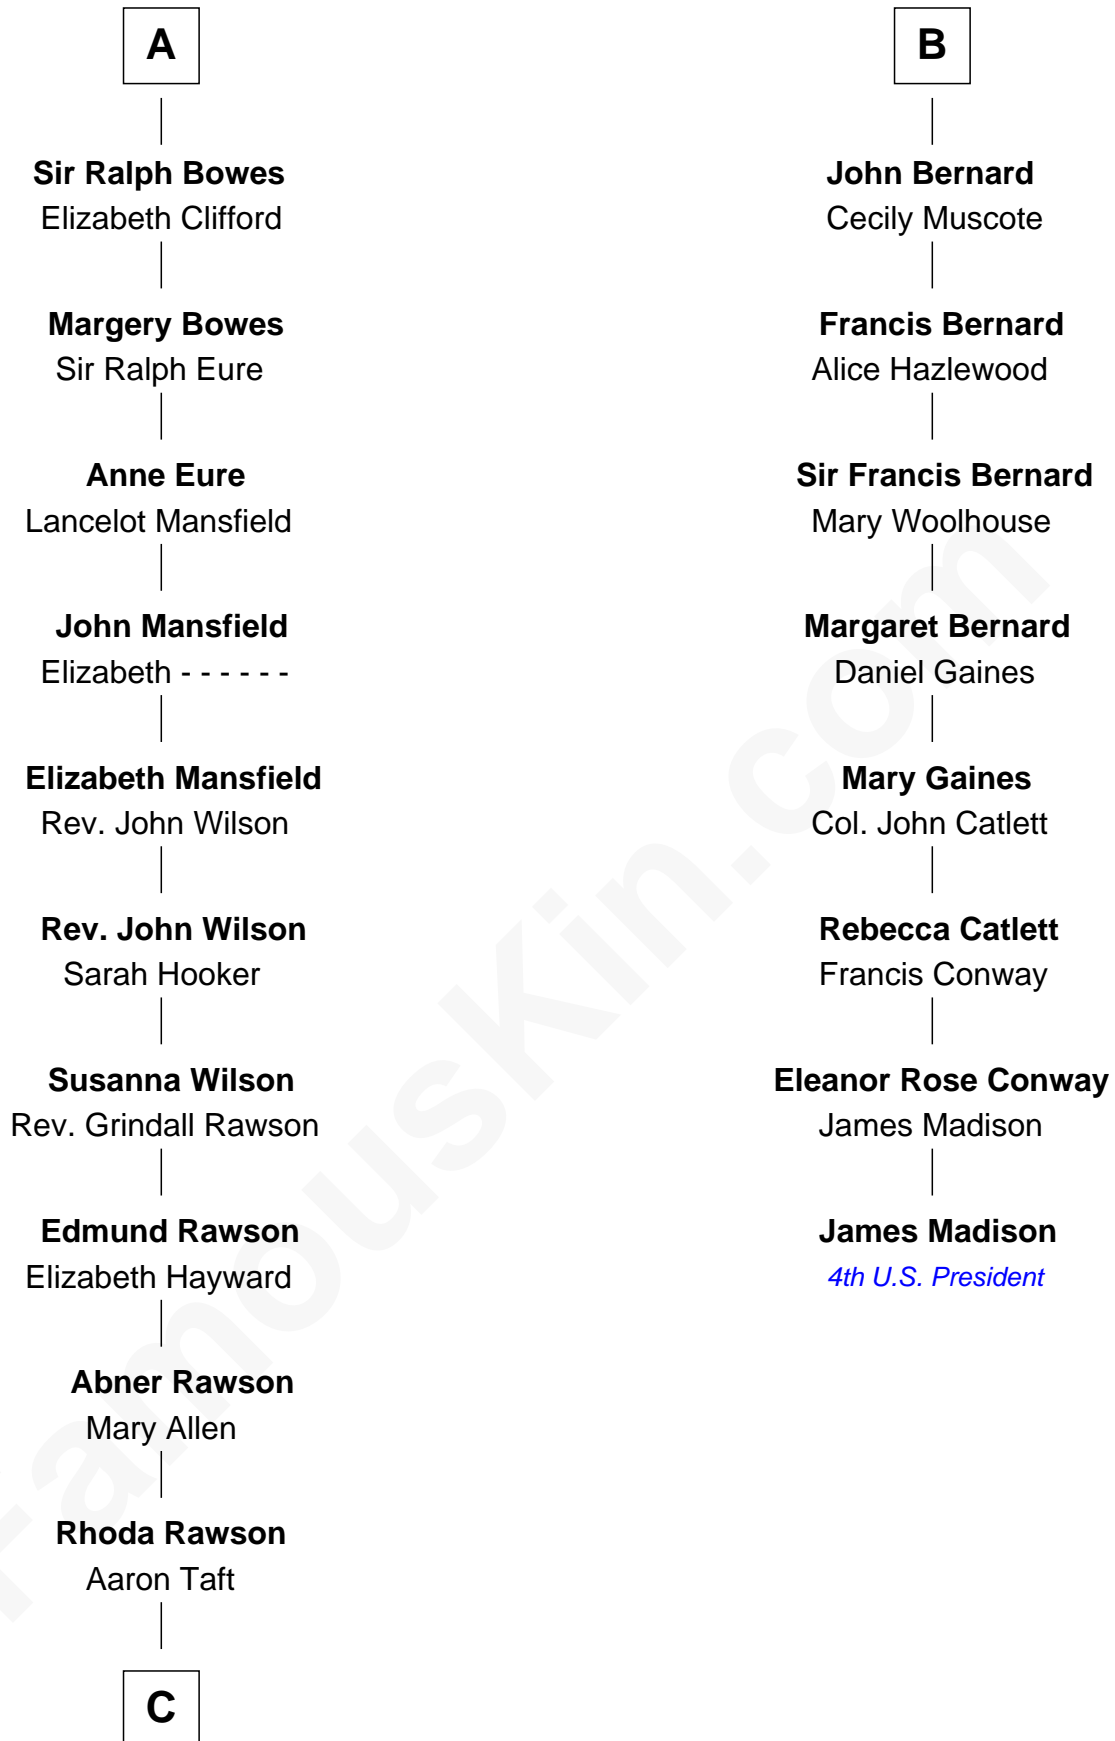 A
Sir Ralph Bowes
Elizabeth Clifford
Margery Bowes
Sir Ralph Eure
Anne Eure
Lancelot Mansfield
John Mansfield
Elizabeth - - - - - -
Elizabeth Mansfield
Rev. John Wilson
Rev. John Wilson
Sarah Hooker
Susanna Wilson
Rev. Grindall Rawson
Edmund Rawson
Elizabeth Hayward
Abner Rawson
Mary Allen
Rhoda Rawson
Aaron Taft
C
B
John Bernard
Cecily Muscote
Francis Bernard
Alice Hazlewood
Sir Francis Bernard
Mary Woolhouse
Margaret Bernard
Daniel Gaines
Mary Gaines
Col. John Catlett
Rebecca Catlett
Francis Conway
Eleanor Rose Conway
James Madison
James Madison
4th U.S. President
FamousKin.com